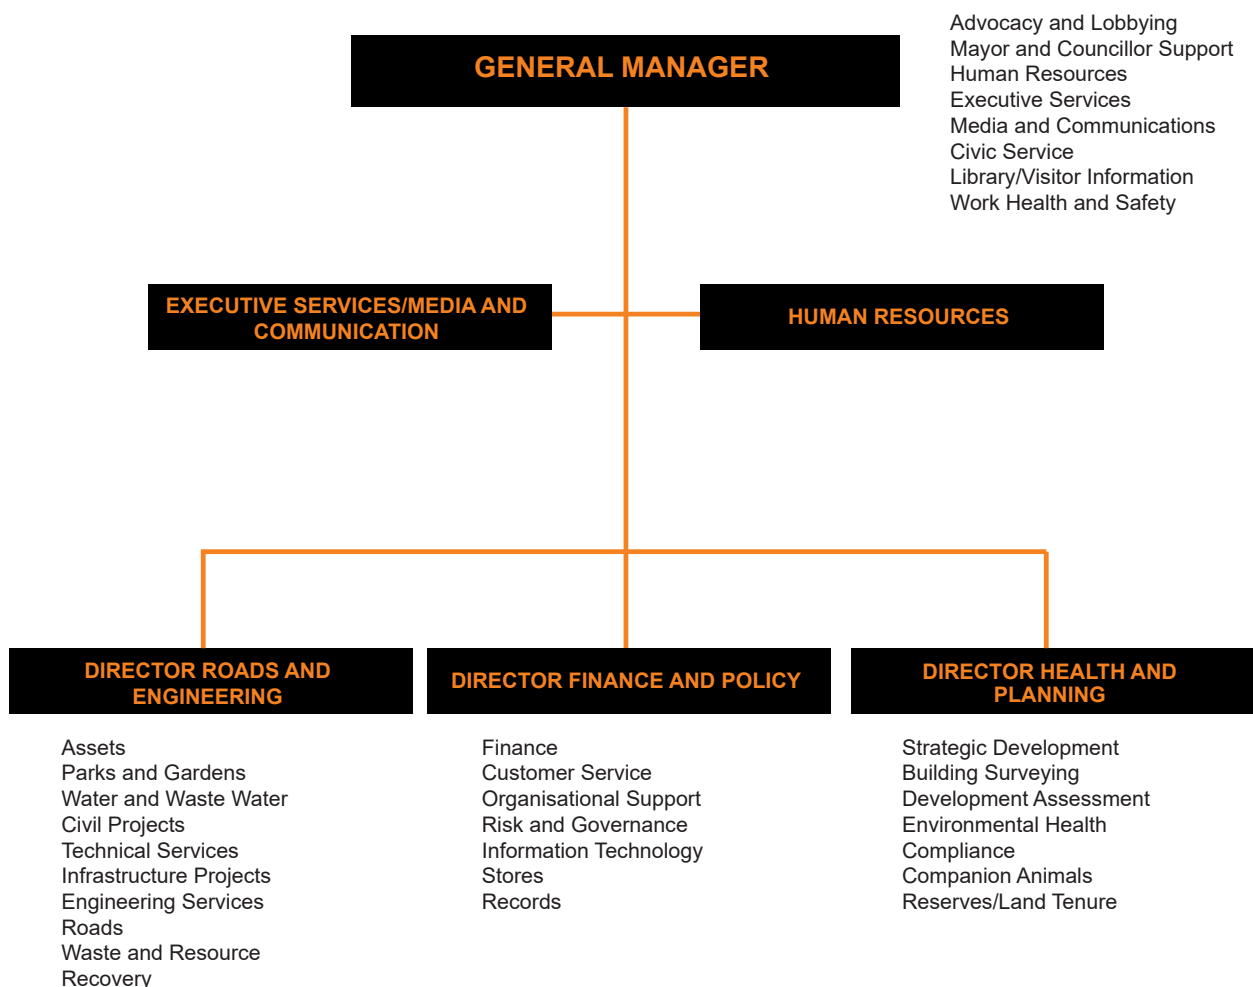 GENERAL MANAGER
Advocacy and Lobbying
Mayor and Councillor Support
Human Resources
Executive Services
Media and Communications
Civic Service
Library/Visitor Information
Work Health and Safety
EXECUTIVE SERVICES/MEDIA AND
COMMUNICATION
HUMAN RESOURCES
DIRECTOR ROADS AND
ENGINEERING
Assets
Parks and Gardens
Water and Waste Water
Civil Projects
Technical Services
Infrastructure Projects
Engineering Services
Roads
Waste and Resource
Recovery
DIRECTOR FINANCE AND POLICY
Finance
Customer Service
Organisational Support
Risk and Governance
Information Technology
Stores
Records
DIRECTOR HEALTH AND
PLANNING
Strategic Development
Building Surveying
Development Assessment
Environmental Health
Compliance
Companion Animals
Reserves/Land Tenure